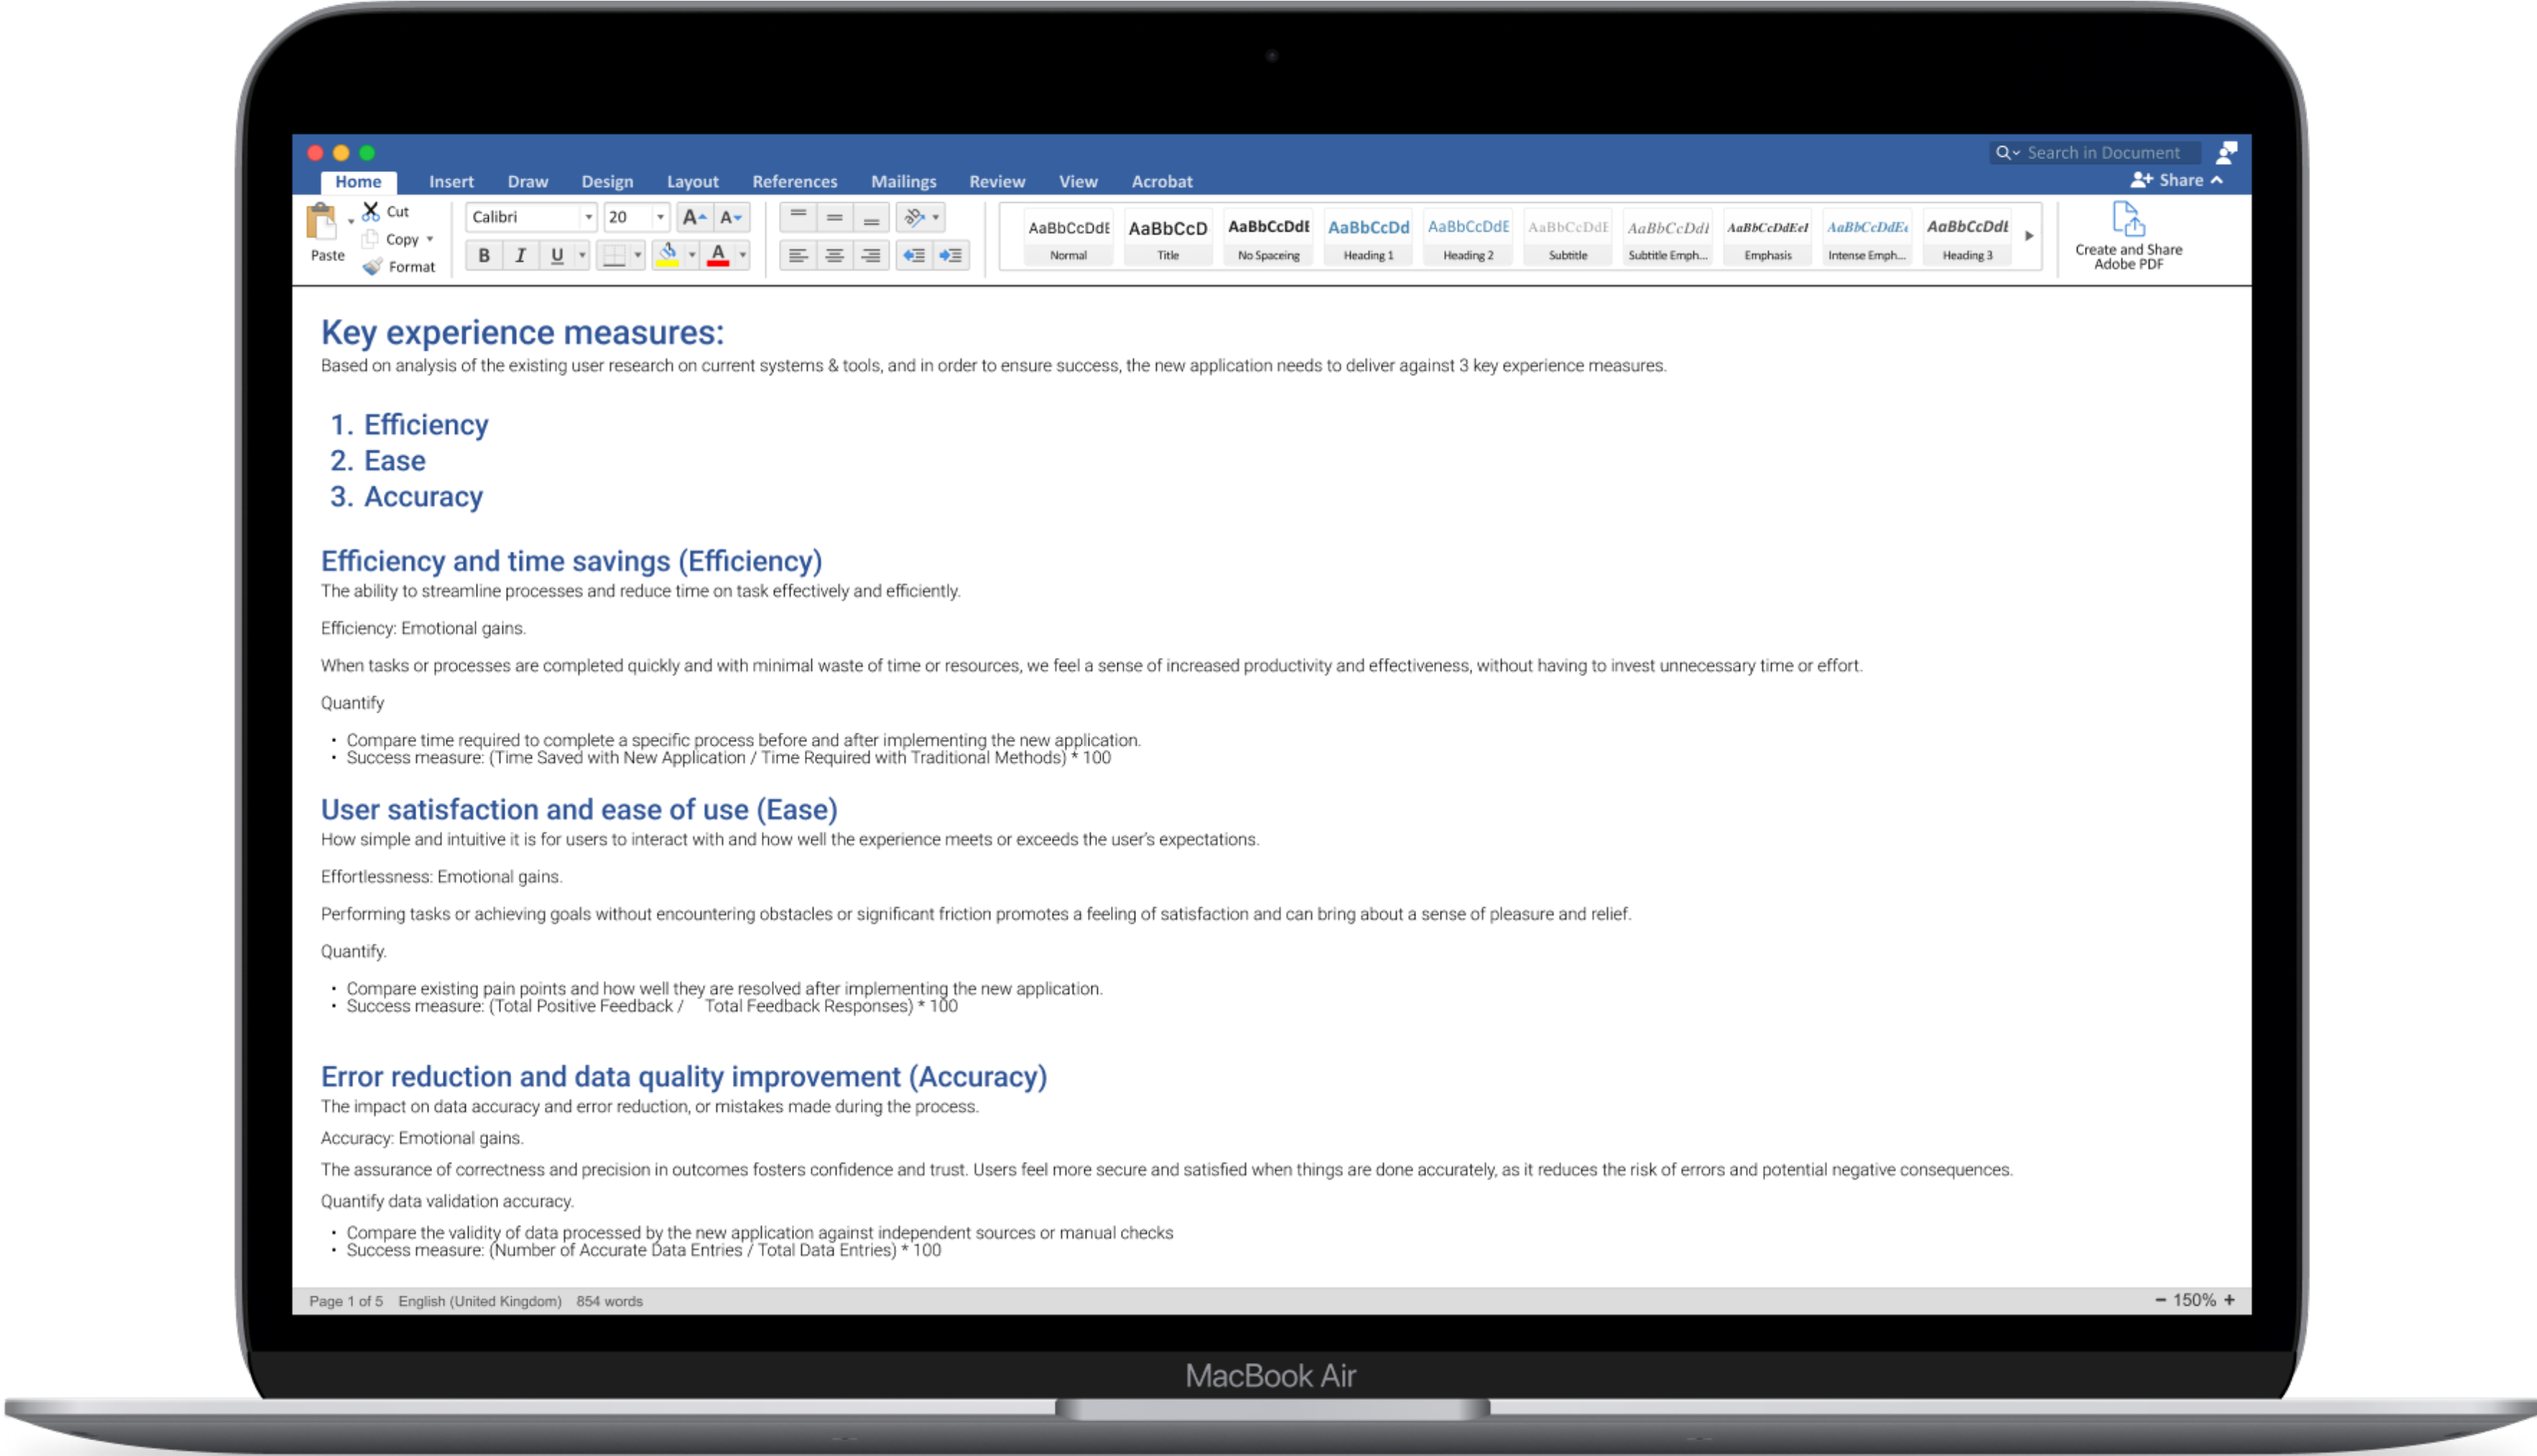 Search in Document
Home Insert Draw Design Layout References Mailings Review View Acrobat
Share
Paste
Cut
Copy
Format
Calibri 20 A A
B I U A
AaBbCcDdE AaBbCcD AaBbCcDdE AaBbCcDd AaBbCcDdE AaBbCcDdE AaBbCcDdI AaBbCcDdEeI AaBbCcDdEe AaBbCcDdE
Normal Title No Spaceing Heading 1 Heading 2 Subtitle Subtitle Emph... Emphasis Intense Emph... Heading 3
Create and Share
Adobe PDF
Key experience measures:
Based on analysis of the existing user research on current systems & tools, and in order to ensure success, the new application needs to deliver against 3 key experience measures.
1. Efficiency
2. Ease
3. Accuracy
Efficiency and time savings (Efficiency)
The ability to streamline processes and reduce time on task effectively and efficiently.
Efficiency: Emotional gains.
When tasks or processes are completed quickly and with minimal waste of time or resources, we feel a sense of increased productivity and effectiveness, without having to invest unnecessary time or effort.
Quantify
• Compare time required to complete a specific process before and after implementing the new application.
• Success measure: (Time Saved with New Application / Time Required with Traditional Methods) * 100
User satisfaction and ease of use (Ease)
How simple and intuitive it is for users to interact with and how well the experience meets or exceeds the user's expectations.
Effortlessness: Emotional gains.
Performing tasks or achieving goals without encountering obstacles or significant friction promotes a feeling of satisfaction and can bring about a sense of pleasure and relief.
Quantify.
• Compare existing pain points and how well they are resolved after implementing the new application.
• Success measure: (Total Positive Feedback / Total Feedback Responses) * 100
Error reduction and data quality improvement (Accuracy)
The impact on data accuracy and error reduction, or mistakes made during the process.
Accuracy: Emotional gains.
The assurance of correctness and precision in outcomes fosters confidence and trust. Users feel more secure and satisfied when things are done accurately, as it reduces the risk of errors and potential negative consequences.
Quantify data validation accuracy.
• Compare the validity of data processed by the new application against independent sources or manual checks
• Success measure: (Number of Accurate Data Entries / Total Data Entries) * 100
Page 1 of 5 English (United Kingdom) 854 words − 150% +
MacBook Air